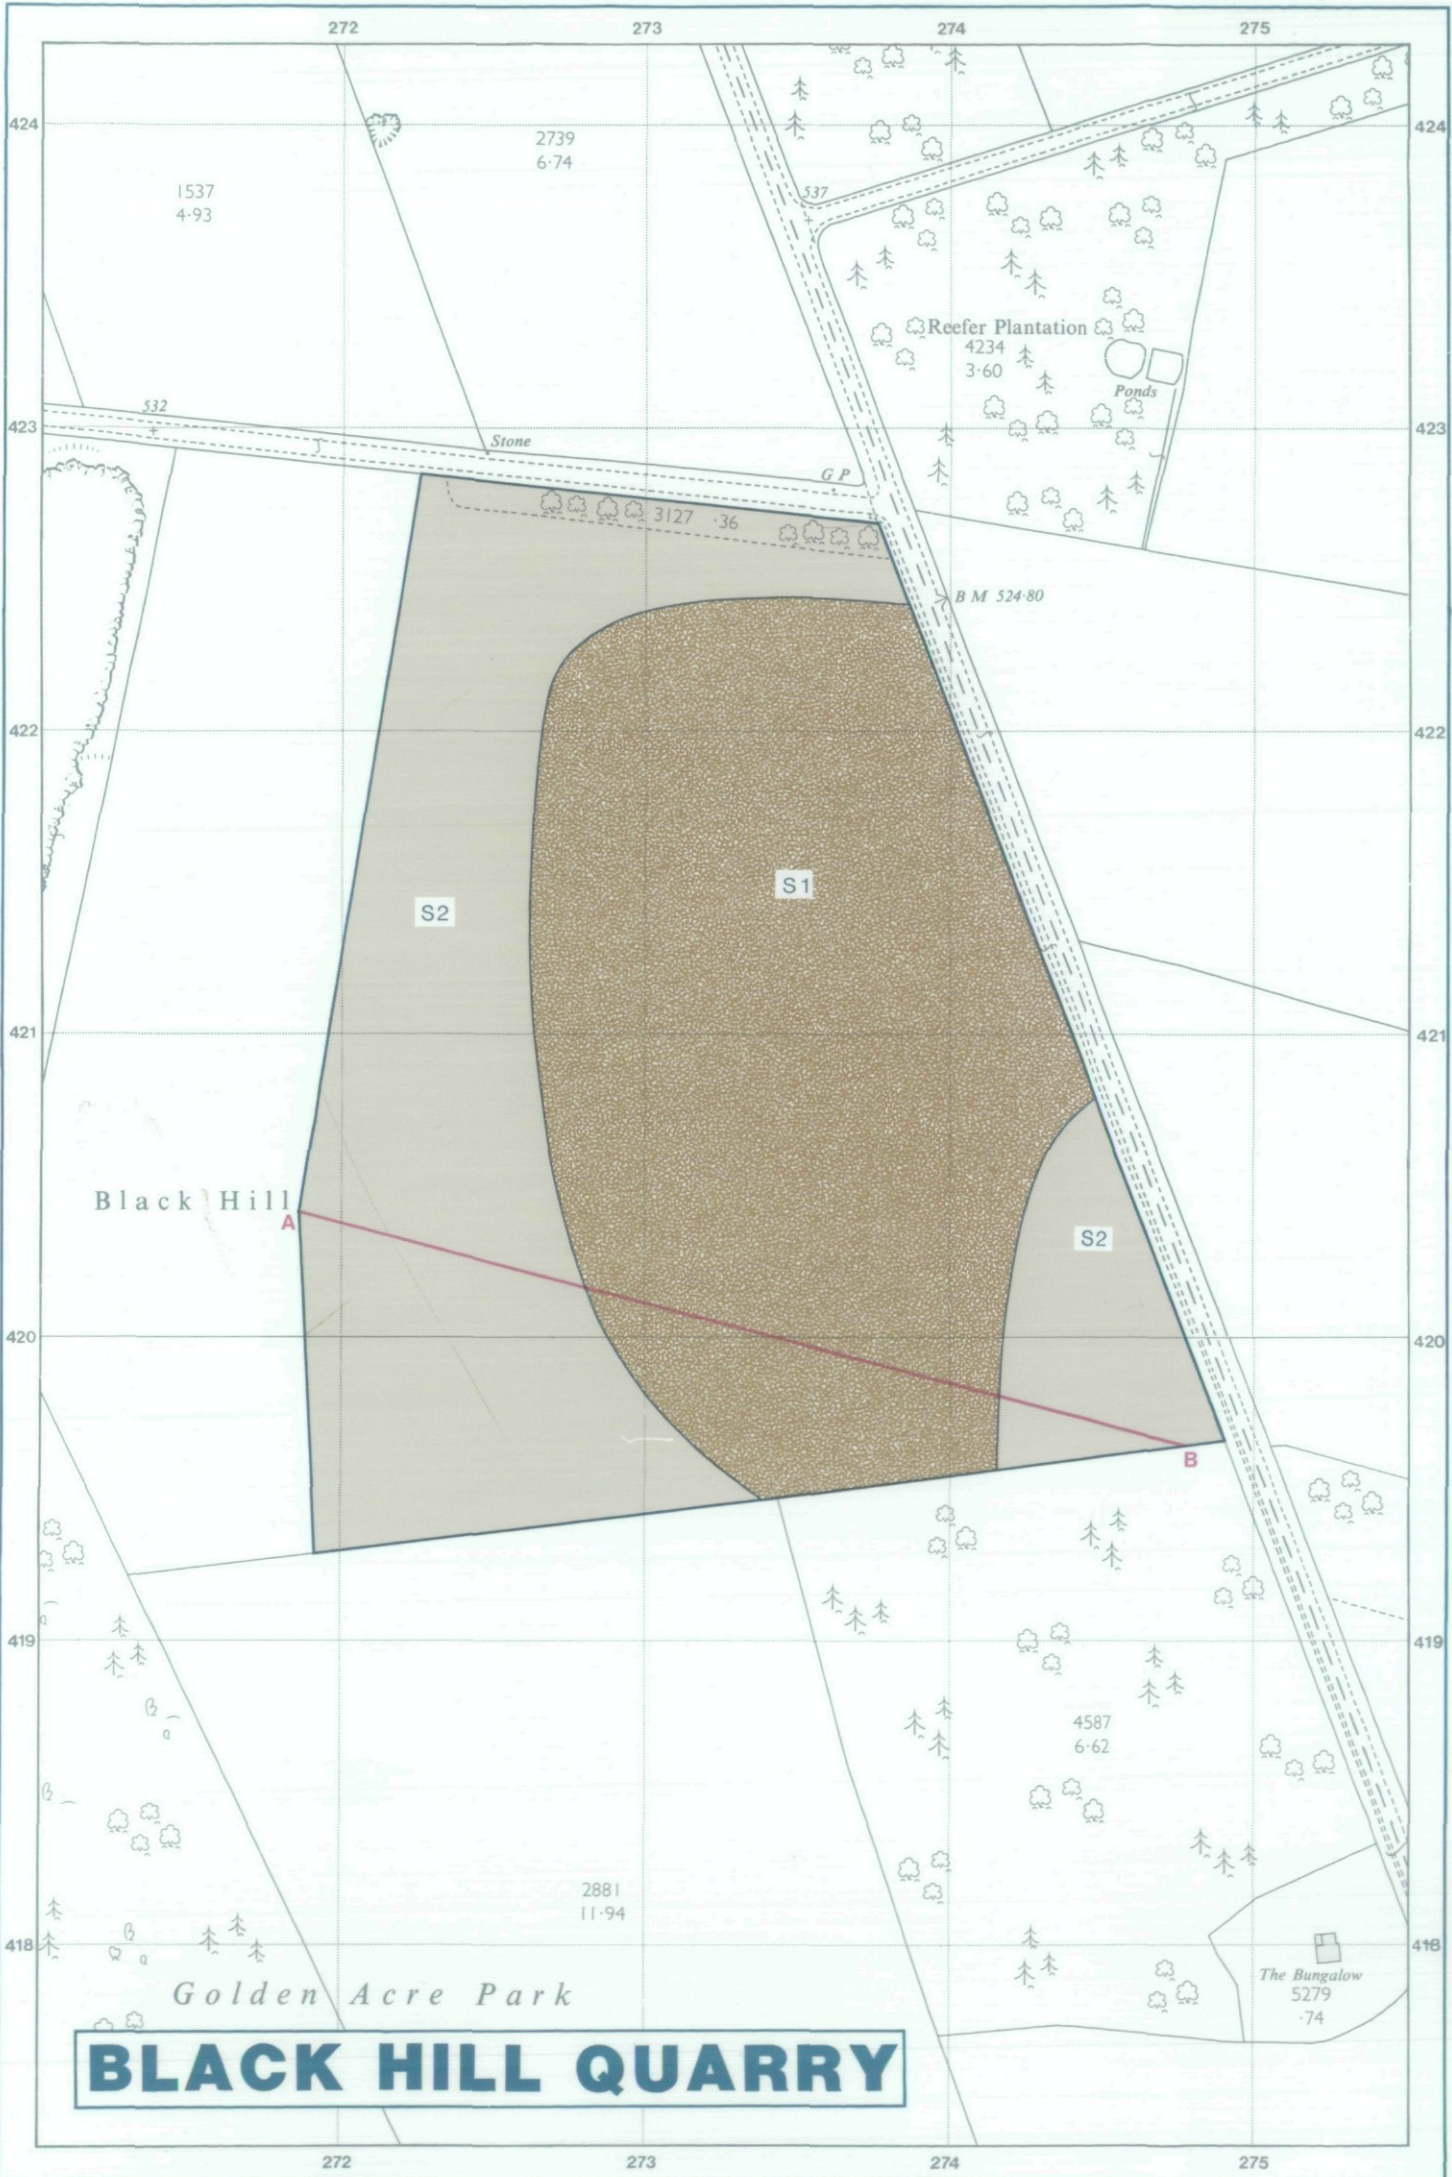 272 273 274 275
424 424
2739
6·74
1537
4·93
537
Reefer Plantation
4234
3·60
Ponds
532
423 423
Stone
G P
3127 ·36
B M 524·80
422 422
S1
S2
421 421
Black Hill
A
S2
420 420
B
419 419
4587
6·62
2881
11·94
418 418
The Bungalow
5279
·74
Golden Acre Park
BLACK HILL QUARRY
272 273 274 275